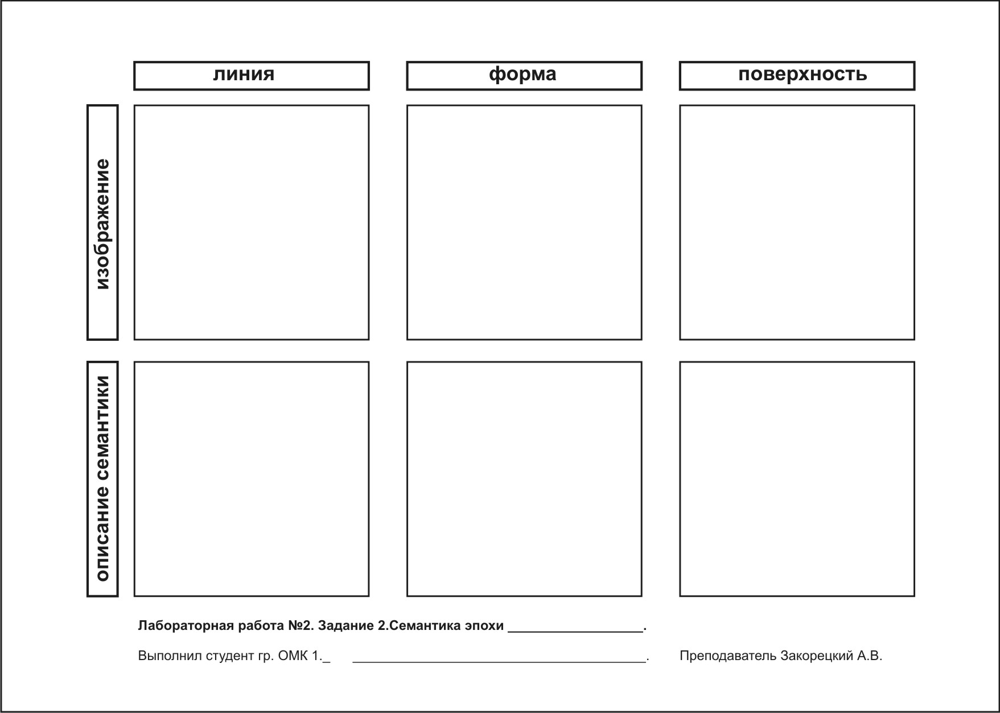 линия
форма
поверхность
изображение
описание семантики
Лабораторная работа №2. Задание 2.Семантика эпохи __________________.
Выполнил студент гр. ОМК 1._ _______________________________________.
Преподаватель Закорецкий А.В.